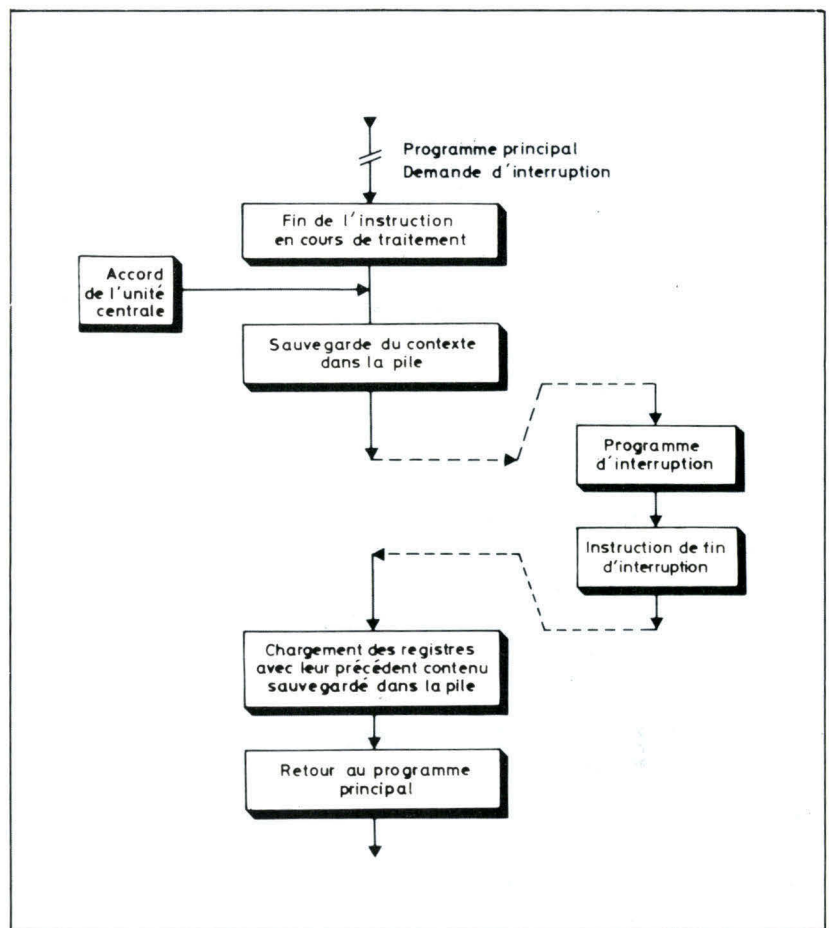 Programme principal
Demande d'interruption
Fin de l'instruction
en cours de traitement
Accord
de l'unité
centrale
Sauvegarde du contexte
dans la pile
Programme
d'interruption
Instruction de fin
d'interruption
Chargement des registres
avec leur précédent contenu
sauvegardé dans la pile
Retour au programme
principal